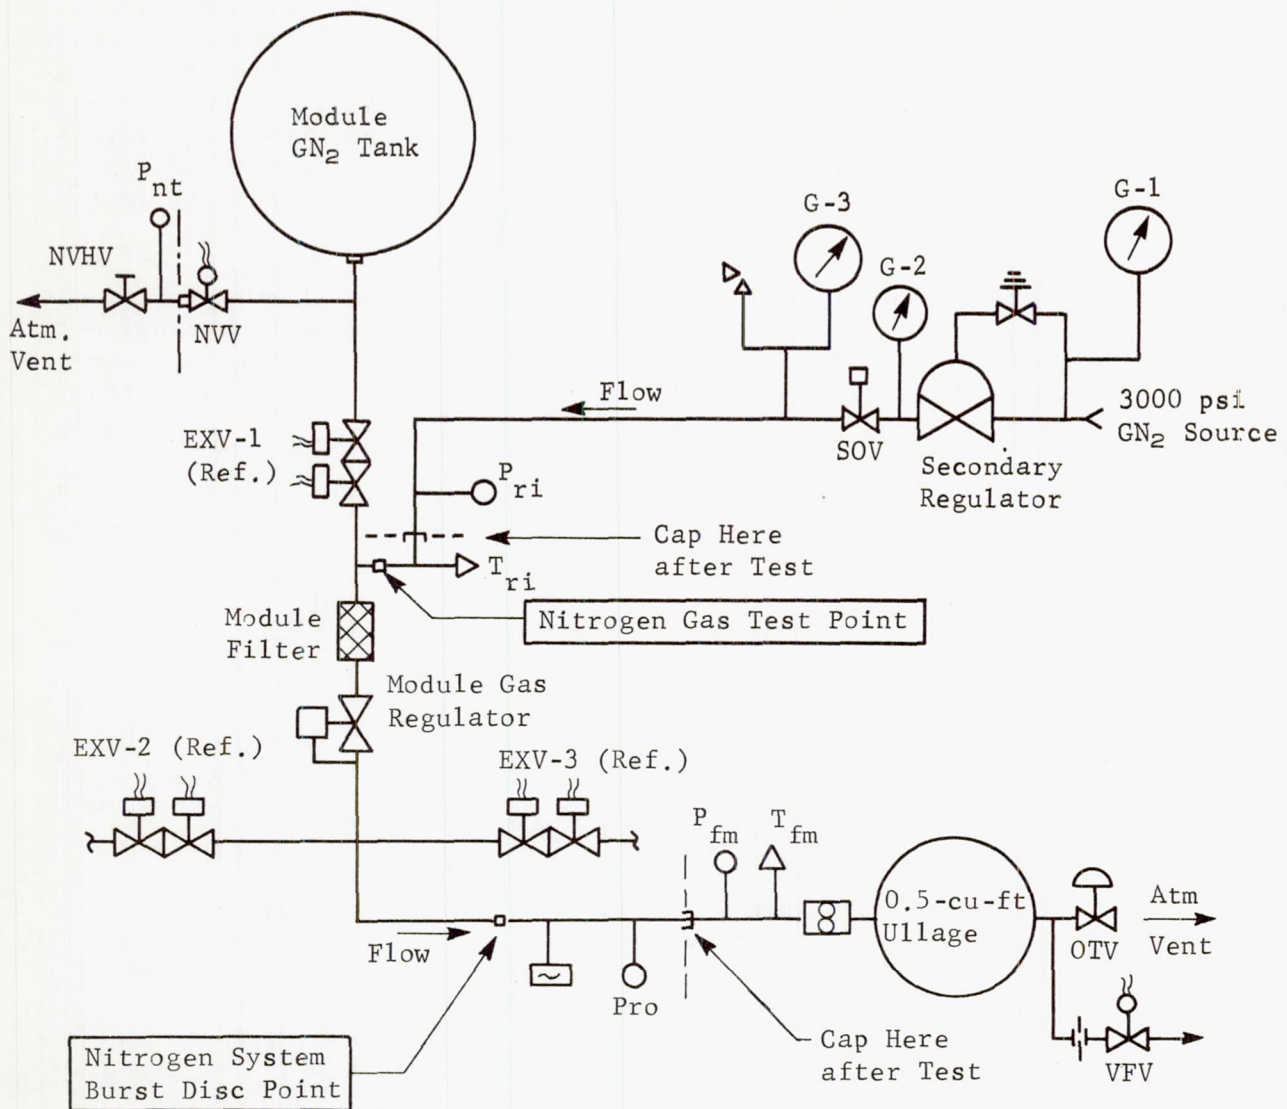 Module
GN2 Tank
Pnt
NVHV
Atm.
Vent
NVV
G-3
G-2
G-1
Flow
SOV
Secondary
Regulator
3000 psi
GN2 Source
EXV-1
(Ref.)
Pri
Cap Here
after Test
Tri
Nitrogen Gas Test Point
Module
Filter
Module Gas
Regulator
EXV-2 (Ref.)
EXV-3 (Ref.)
Pfm
Tfm
0.5-cu-ft
Ullage
OTV
Atm
Vent
Flow
Pro
Cap Here
after Test
VFV
Nitrogen System
Burst Disc Point